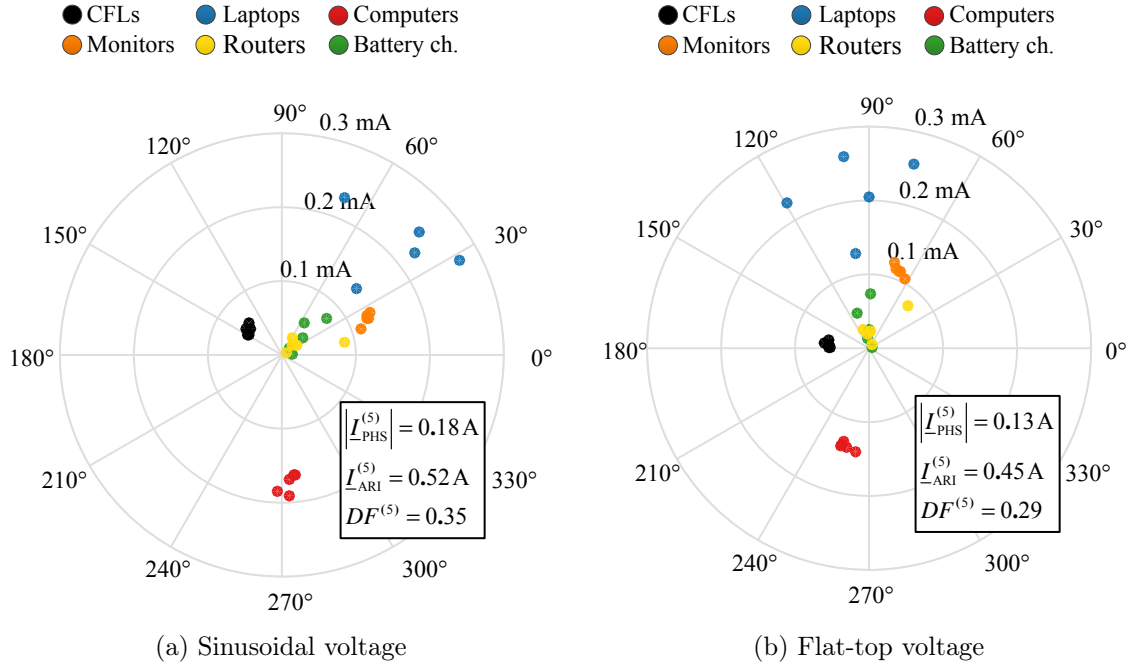 CFLs Laptops Computers
Monitors Routers Battery ch.
90°
0.3 mA
120° 60°
0.2 mA
150° 30°
0.1 mA
180° 0°
|I_PHS^(5)| = 0.18 A
I_ARI^(5) = 0.52 A
DF^(5) = 0.35
210° 330°
240° 300°
270°
(a) Sinusoidal voltage
CFLs Laptops Computers
Monitors Routers Battery ch.
90°
0.3 mA
120° 60°
0.2 mA
150° 30°
0.1 mA
180° 0°
|I_PHS^(5)| = 0.13 A
I_ARI^(5) = 0.45 A
DF^(5) = 0.29
210° 330°
240° 300°
270°
(b) Flat-top voltage